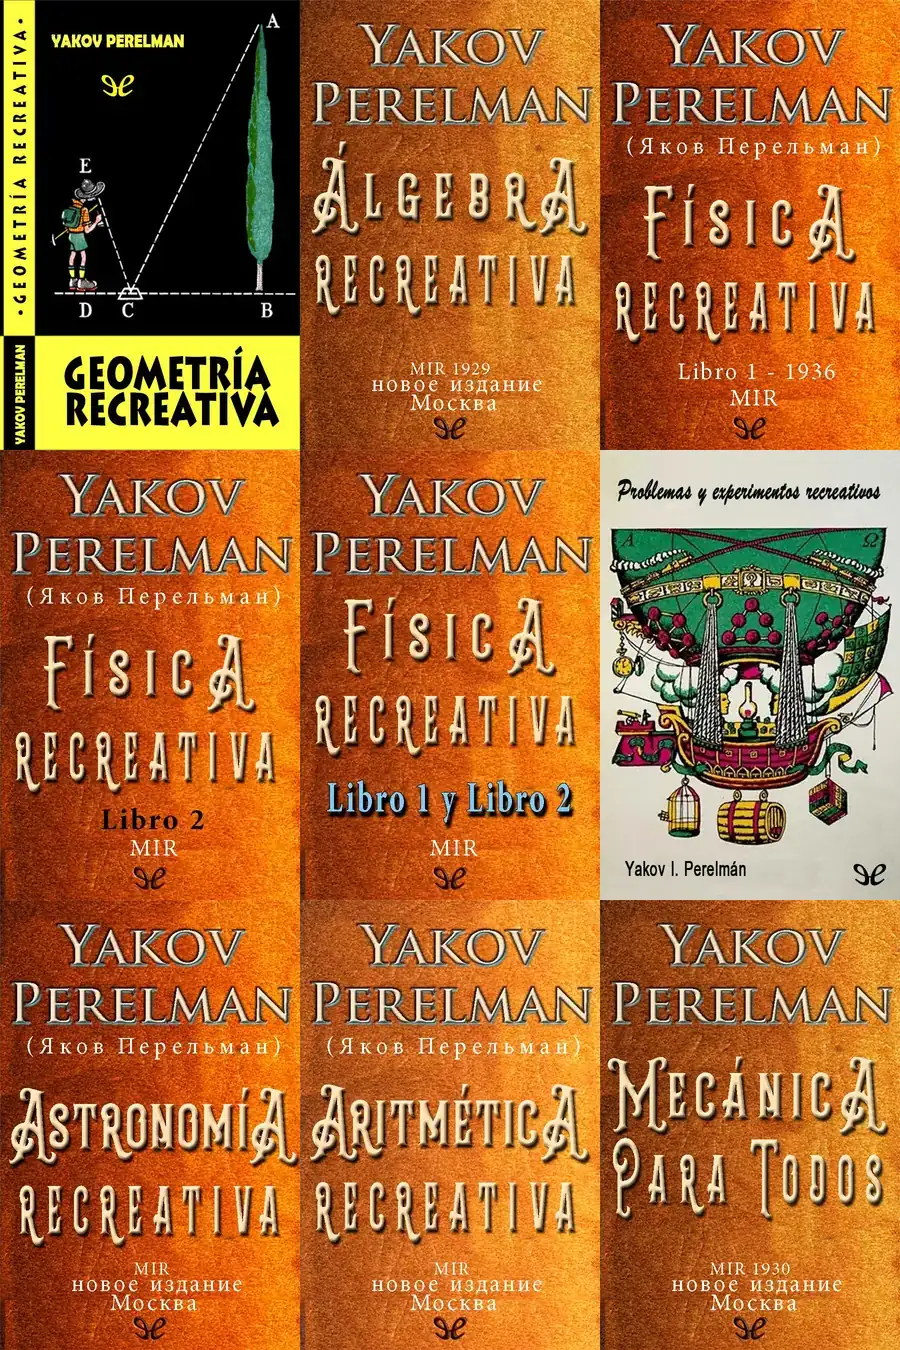 ·GEOMETRÍA RECREATIVA·
YAKOV PERELMAN
A
E
D
C
B
YAKOV PERELMAN
GEOMETRÍA
RECREATIVA
YAKOV
PERELMAN
ÁLGEBRA
RECREATIVA
MIR 1929
новое издание
Москва
YAKOV
PERELMAN
(Яков Перельман)
FÍSICA
RECREATIVA
Libro 1 - 1936
MIR
YAKOV
PERELMAN
(Яков Перельман)
FÍSICA
RECREATIVA
Libro 2
MIR
YAKOV
PERELMAN
FÍSICA
RECREATIVA
Libro 1 y Libro 2
MIR
Problemas y experimentos recreativos
A
Ω
Yakov I. Perelmán
YAKOV
PERELMAN
(Яков Перельман)
ASTRONOMÍA
RECREATIVA
MIR
новое издание
Москва
YAKOV
PERELMAN
(Яков Перельман)
ARITMÉTICA
RECREATIVA
MIR
новое издание
Москва
YAKOV
PERELMAN
MECÁNICA
PARA TODOS
MIR 1930
новое издание
Москва